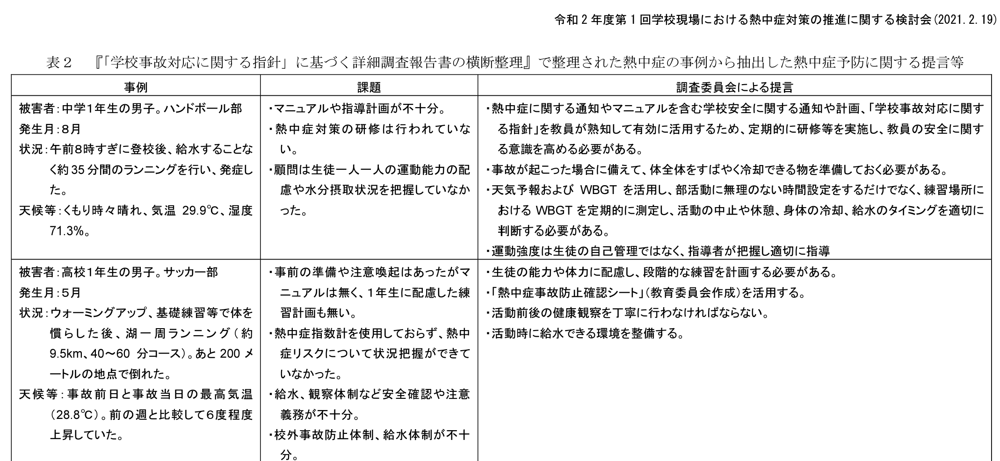 令和２年度第１回学校現場における熱中症対策の推進に関する検討会(2021.2.19)
表２　『「学校事故対応に関する指針」に基づく詳細調査報告書の横断整理』で整理された熱中症の事例から抽出した熱中症予防に関する提言等
事例
課題
調査委員会による提言
被害者：中学１年生の男子。ハンドボール部
発生月：８月
状況：午前８時すぎに登校後、給水することな
く約 35 分間のランニングを行い、発症し
た。
天候等：くもり時々晴れ、気温 29.9℃、湿度
71.3%。
・マニュアルや指導計画が不十分。
・熱中症対策の研修は行われていな
い。
・顧問は生徒一人一人の運動能力の配
慮や水分摂取状況を把握していなか
った。
・熱中症に関する通知やマニュアルを含む学校安全に関する通知や計画、「学校事故対応に関す
る指針」を教員が熟知して有効に活用するため、定期的に研修等を実施し、教員の安全に関す
る意識を高める必要がある。
・事故が起こった場合に備えて、体全体をすばやく冷却できる物を準備しておく必要がある。
・天気予報および WBGT を活用し、部活動に無理のない時間設定をするだけでなく、練習場所に
おける WBGT を定期的に測定し、活動の中止や休憩、身体の冷却、給水のタイミングを適切に
判断する必要がある。
・運動強度は生徒の自己管理ではなく、指導者が把握し適切に指導
被害者：高校１年生の男子。サッカー部
発生月：５月
状況：ウォーミングアップ、基礎練習等で体を
慣らした後、湖一周ランニング（約
9.5km、40～60 分コース）。あと 200 メ
ートルの地点で倒れた。
天候等：事故前日と事故当日の最高気温
（28.8℃）。前の週と比較して６度程度
上昇していた。
・事前の準備や注意喚起はあったがマ
ニュアルは無く、１年生に配慮した練
習計画も無い。
・熱中症指数計を使用しておらず、熱中
症リスクについて状況把握ができて
いなかった。
・給水、観察体制など安全確認や注意
義務が不十分。
・校外事故防止体制、給水体制が不十
分。
・生徒の能力や体力に配慮し、段階的な練習を計画する必要がある。
・「熱中症事故防止確認シート」（教育委員会作成）を活用する。
・活動前後の健康観察を丁寧に行わなければならない。
・活動時に給水できる環境を整備する。